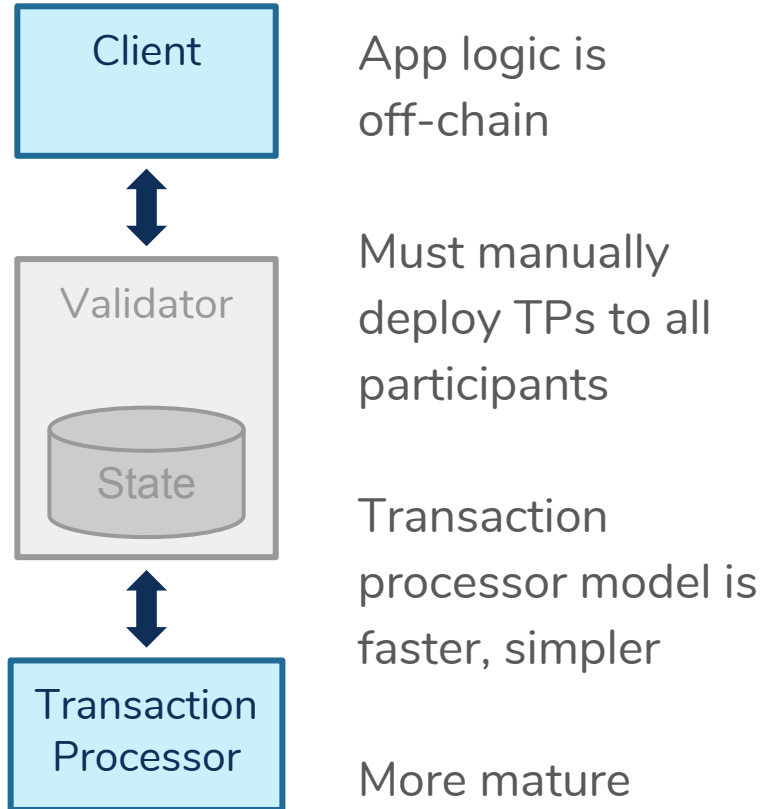 Client
Validator
State
Transaction
Processor
App logic is
off-chain
Must manually
deploy TPs to all
participants
Transaction
processor model is
faster, simpler
More mature